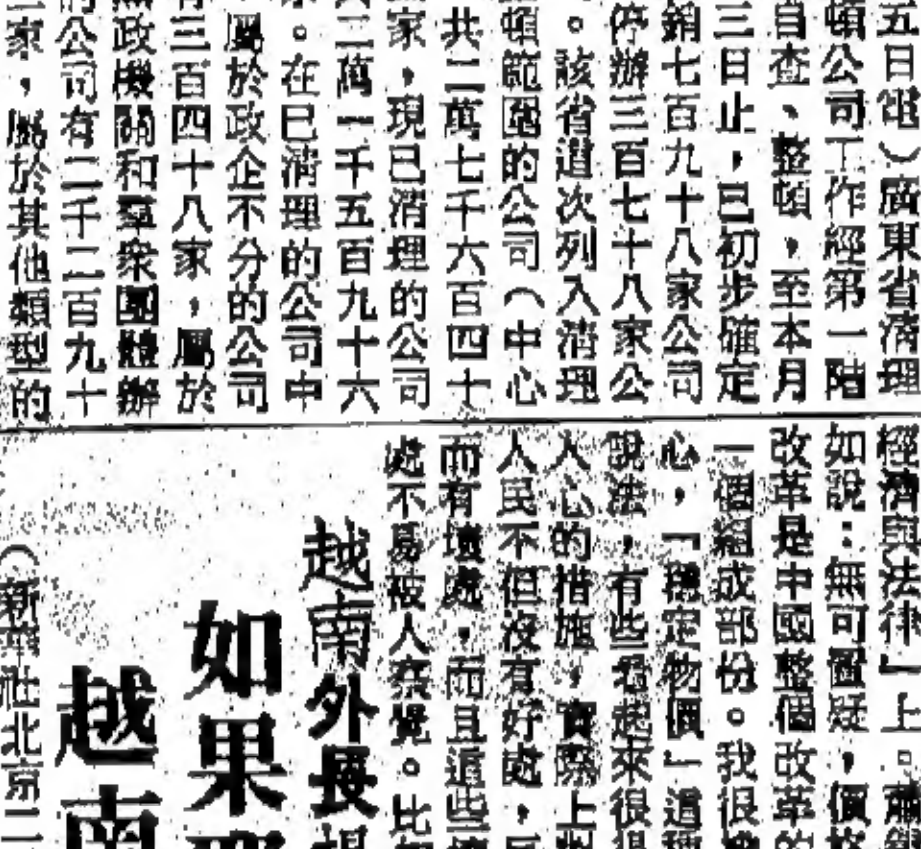 五日電）廣東省清理
頓公司工作經第一階
自查、整頓，至本月
三日止，已初步確定
銷七百九十八家公司
停辦三百七十八家公
。該省這次列入清理
頓範圍的公司（中心
共二萬七千六百四十
家，現已清理的公司
二萬一千五百九十六
。在已清理的公司中
屬於政企不分的公司
三百四十八家，屬於
政機關和羣衆團體辦
公司有二千二百九十
家，屬於其他類型的
經濟與法律」上。蕭
如說：無可置疑，價格
改革是中國整個改革的
一個組成部份。我很
心，「穩定物價」這種
說法，有些看起來很得
人心的措施，實際上對
人民不但沒有好處，反
而有壞處，而且這些壞
處不易被人察覺。比如
越南外長
如果
越南
（新華社北京二